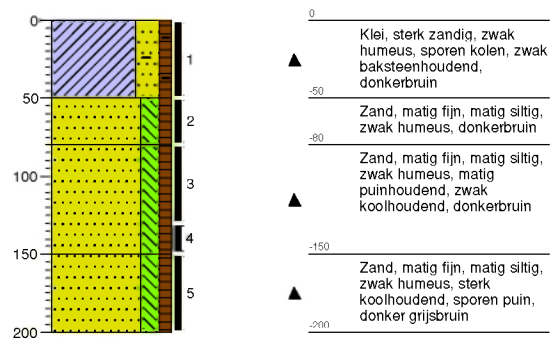 0
50
100
150
200
1
2
3
4
5
0
Klei, sterk zandig, zwak
humeus, sporen kolen, zwak
baksteenhoudend,
donkerbruin
-50
Zand, matig fijn, matig siltig,
zwak humeus, donkerbruin
-80
Zand, matig fijn, matig siltig,
zwak humeus, matig
puinhoudend, zwak
koolhoudend, donkerbruin
-150
Zand, matig fijn, matig siltig,
zwak humeus, sterk
koolhoudend, sporen puin,
donker grijsbruin
-200